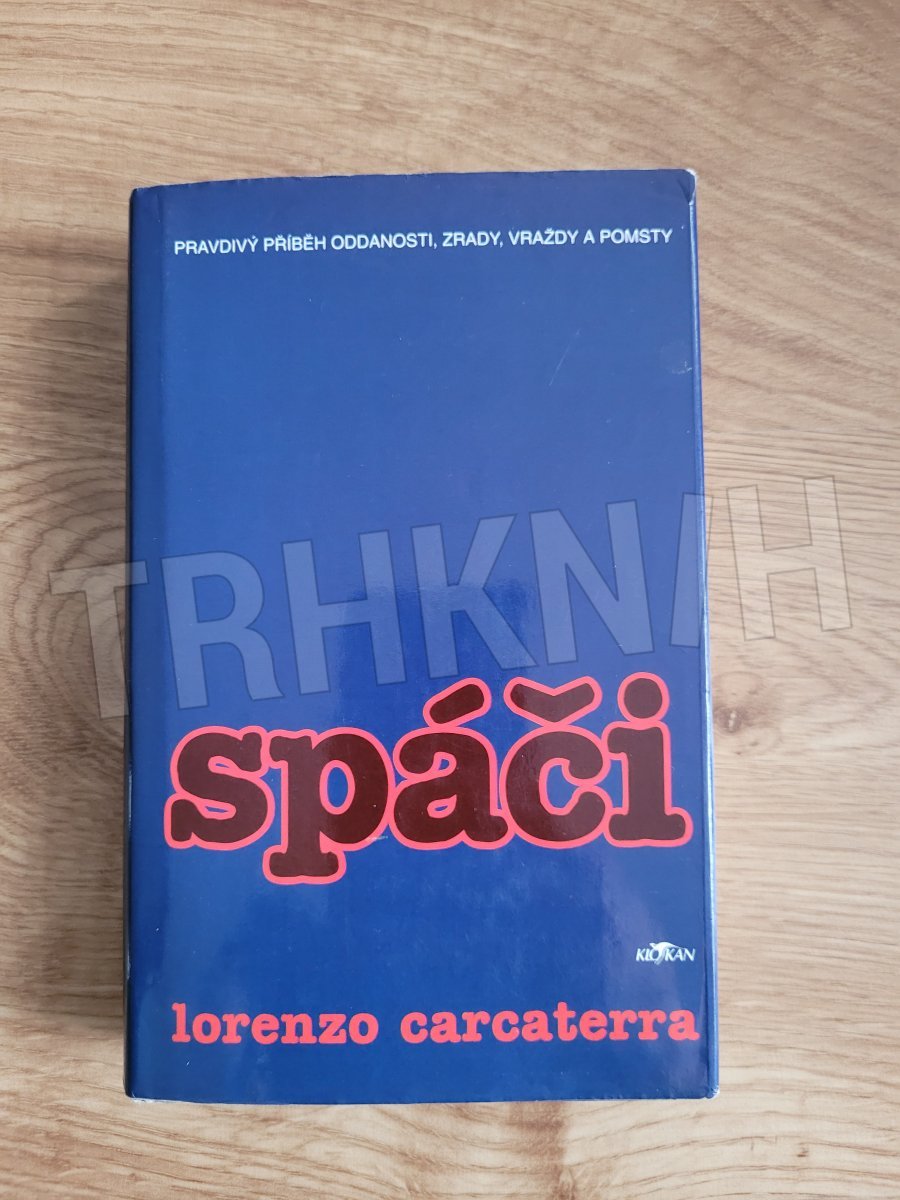 PRAVDIVÝ PŘÍBĚH ODDANOSTI, ZRADY, VRAŽDY A POMSTY
TRHKNIH
spáči
KLOKAN
lorenzo carcaterra